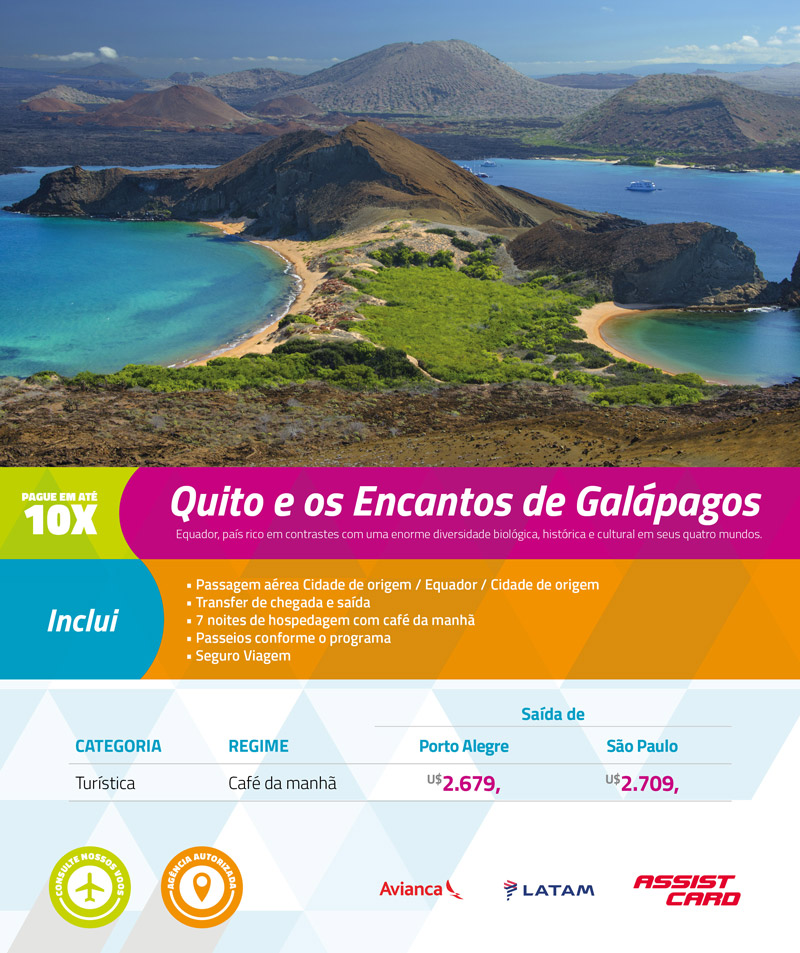 PAGUE EM ATÉ
10X
Quito e os Encantos de Galápagos
Equador, país rico em contrastes com uma enorme diversidade biológica, histórica e cultural em seus quatro mundos.
Inclui
• Passagem aérea Cidade de origem / Equador / Cidade de origem
• Transfer de chegada e saída
• 7 noites de hospedagem com café da manhã
• Passeios conforme o programa
• Seguro Viagem
Saída de
CATEGORIA REGIME Porto Alegre São Paulo
Turística Café da manhã U$2.679, U$2.709,
CONSULTE NOSSOS VOOS
AGÊNCIA AUTORIZADA
Avianca
LATAM
ASSIST
CARD